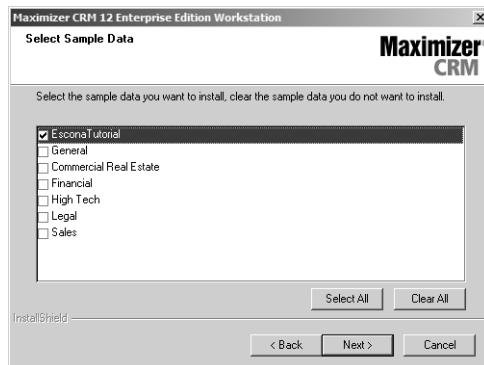 Maximizer CRM 12 Enterprise Edition Workstation
Select Sample Data
Maximizer
CRM
Select the sample data you want to install, clear the sample data you do not want to install.
EsconaTutorial
General
Commercial Real Estate
Financial
High Tech
Legal
Sales
Select All Clear All
InstallShield
< Back Next > Cancel